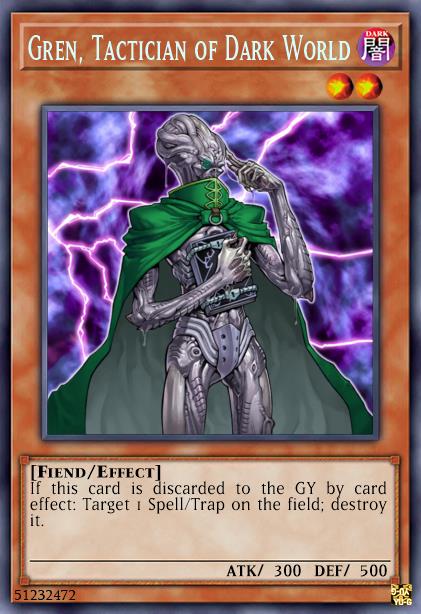 Gren, Tactician of Dark World
DARK
闇
[Fiend/Effect]
If this card is discarded to the GY by card
effect: Target 1 Spell/Trap on the field; destroy
it.
ATK/ 300 DEF/ 500
51232472